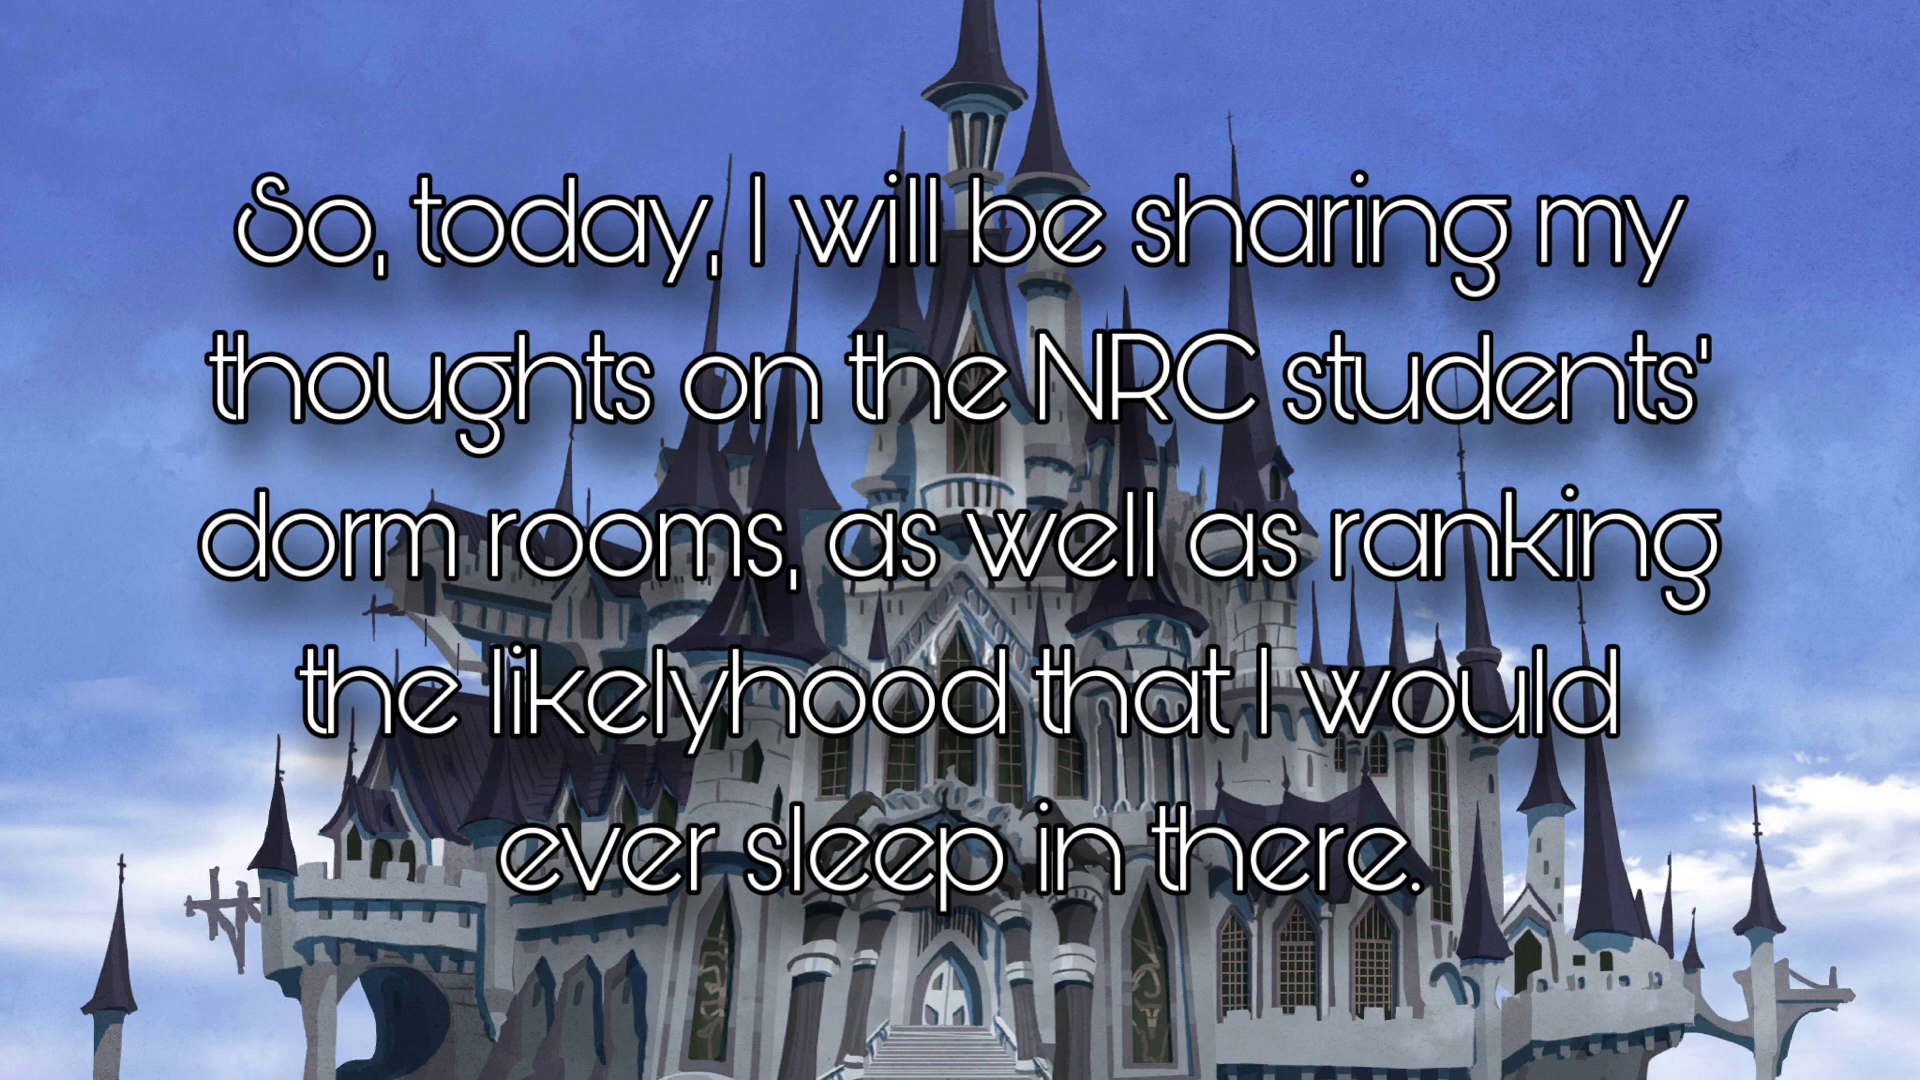 So, today, I will be sharing my
thoughts on the NRC students'
dorm rooms, as well as ranking
the likelyhood that I would
ever sleep in there.